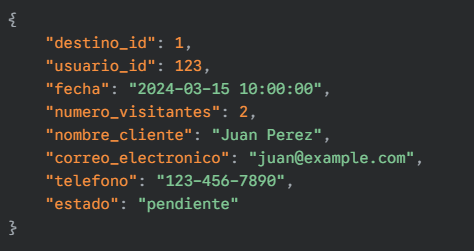 {
    "destino_id": 1,
    "usuario_id": 123,
    "fecha": "2024-03-15 10:00:00",
    "numero_visitantes": 2,
    "nombre_cliente": "Juan Perez",
    "correo_electronico": "juan@example.com",
    "telefono": "123-456-7890",
    "estado": "pendiente"
}